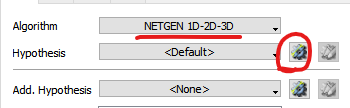 Algorithm NETGEN 1D-2D-3D
Hypothesis <Default>
Add. Hypothesis <None>